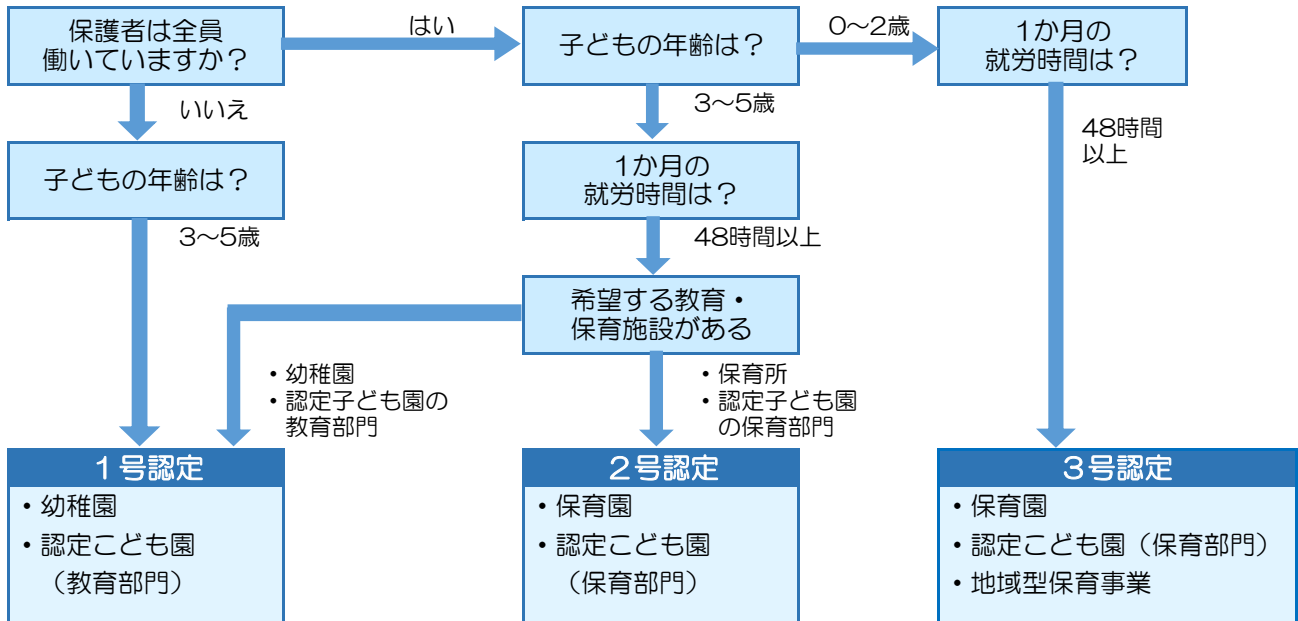 保護者は全員
働いていますか？
はい
子どもの年齢は？
0～2歳
1か月の
就労時間は？
いいえ
3～5歳
48時間
以上
子どもの年齢は？
1か月の
就労時間は？
3～5歳
48時間以上
希望する教育・
保育施設がある
・幼稚園
・認定子ども園の
教育部門
・保育所
・認定子ども園
の保育部門
１号認定
・幼稚園
・認定こども園
（教育部門）
２号認定
・保育園
・認定こども園
（保育部門）
３号認定
・保育園
・認定こども園（保育部門）
・地域型保育事業